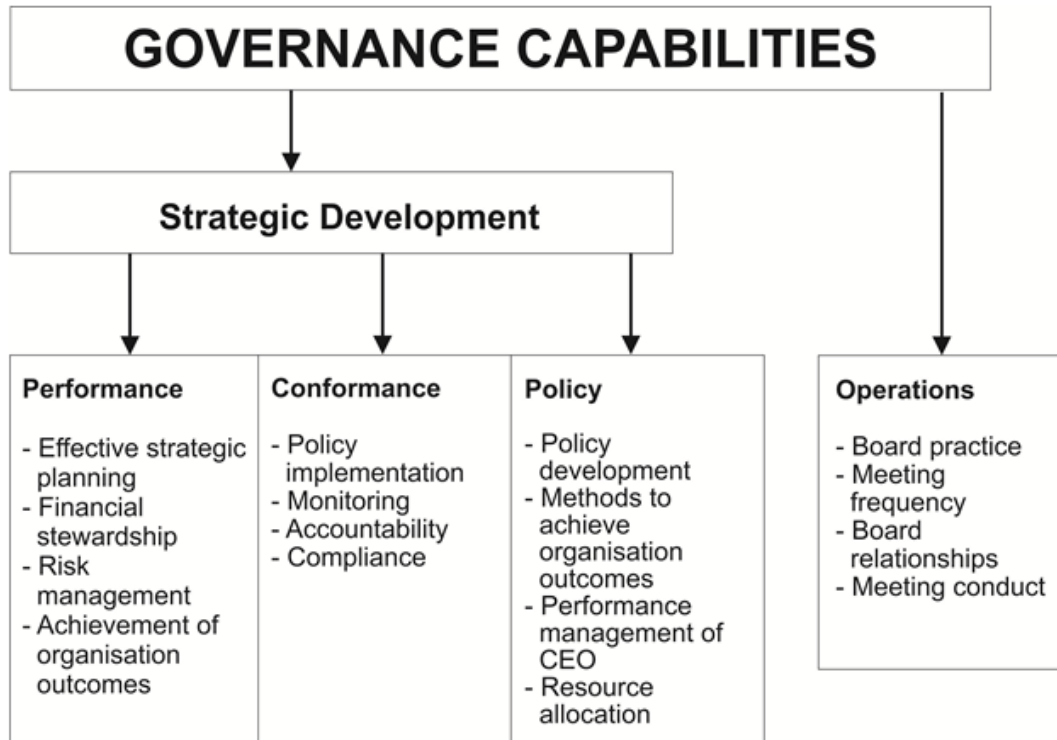 GOVERNANCE CAPABILITIES
Strategic Development
Performance
- Effective strategic
planning
- Financial
stewardship
- Risk
management
- Achievement of
organisation
outcomes
Conformance
- Policy
implementation
- Monitoring
- Accountability
- Compliance
Policy
- Policy
development
- Methods to
achieve
organisation
outcomes
- Performance
management of
CEO
- Resource
allocation
Operations
- Board practice
- Meeting
frequency
- Board
relationships
- Meeting conduct